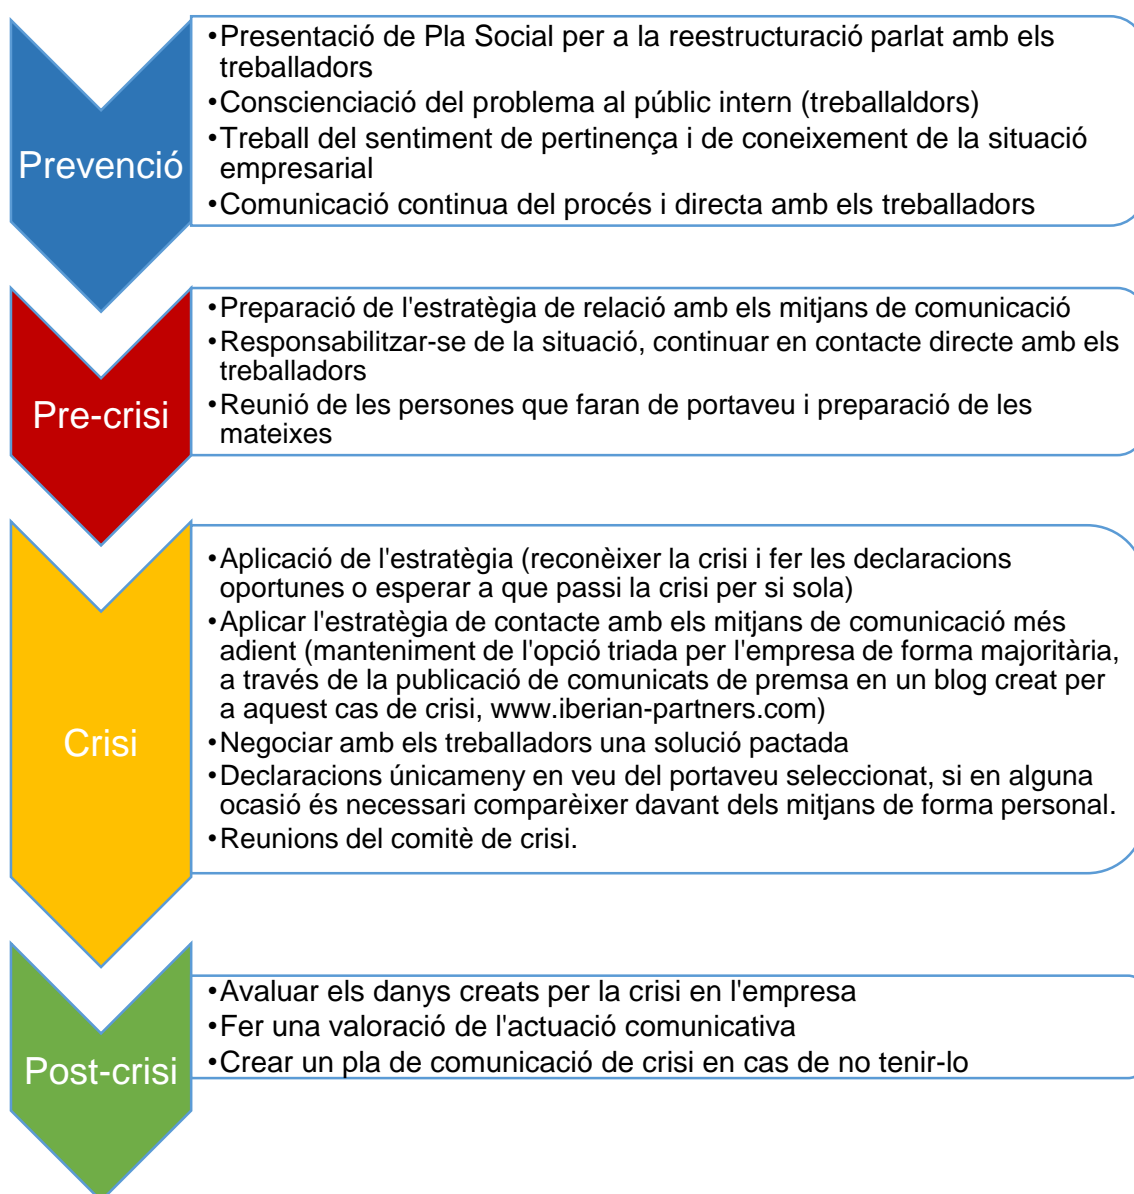 Prevenció
•Presentació de Pla Social per a la reestructuració parlat amb els
treballadors
•Conscienciació del problema al públic intern (treballaldors)
•Treball del sentiment de pertinença i de coneixement de la situació
empresarial
•Comunicació continua del procés i directa amb els treballadors
Pre-crisi
•Preparació de l'estratègia de relació amb els mitjans de comunicació
•Responsabilitzar-se de la situació, continuar en contacte directe amb els
treballadors
•Reunió de les persones que faran de portaveu i preparació de les
mateixes
Crisi
•Aplicació de l'estratègia (reconèixer la crisi i fer les declaracions
oportunes o esperar a que passi la crisi per si sola)
•Aplicar l'estratègia de contacte amb els mitjans de comunicació més
adient (manteniment de l'opció triada per l'empresa de forma majoritària,
a través de la publicació de comunicats de premsa en un blog creat per
a aquest cas de crisi, www.iberian-partners.com)
•Negociar amb els treballadors una solució pactada
•Declaracions únicameny en veu del portaveu seleccionat, si en alguna
ocasió és necessari comparèixer davant dels mitjans de forma personal.
•Reunions del comitè de crisi.
Post-crisi
•Avaluar els danys creats per la crisi en l'empresa
•Fer una valoració de l'actuació comunicativa
•Crear un pla de comunicació de crisi en cas de no tenir-lo